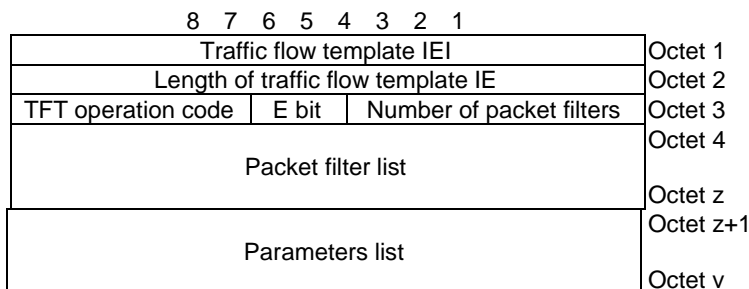 8 7 6 5 4 3 2 1
Traffic flow template IEI Octet 1
Length of traffic flow template IE Octet 2
TFT operation code E bit Number of packet filters Octet 3
Octet 4
Packet filter list
Octet z
Octet z+1
Parameters list
Octet v